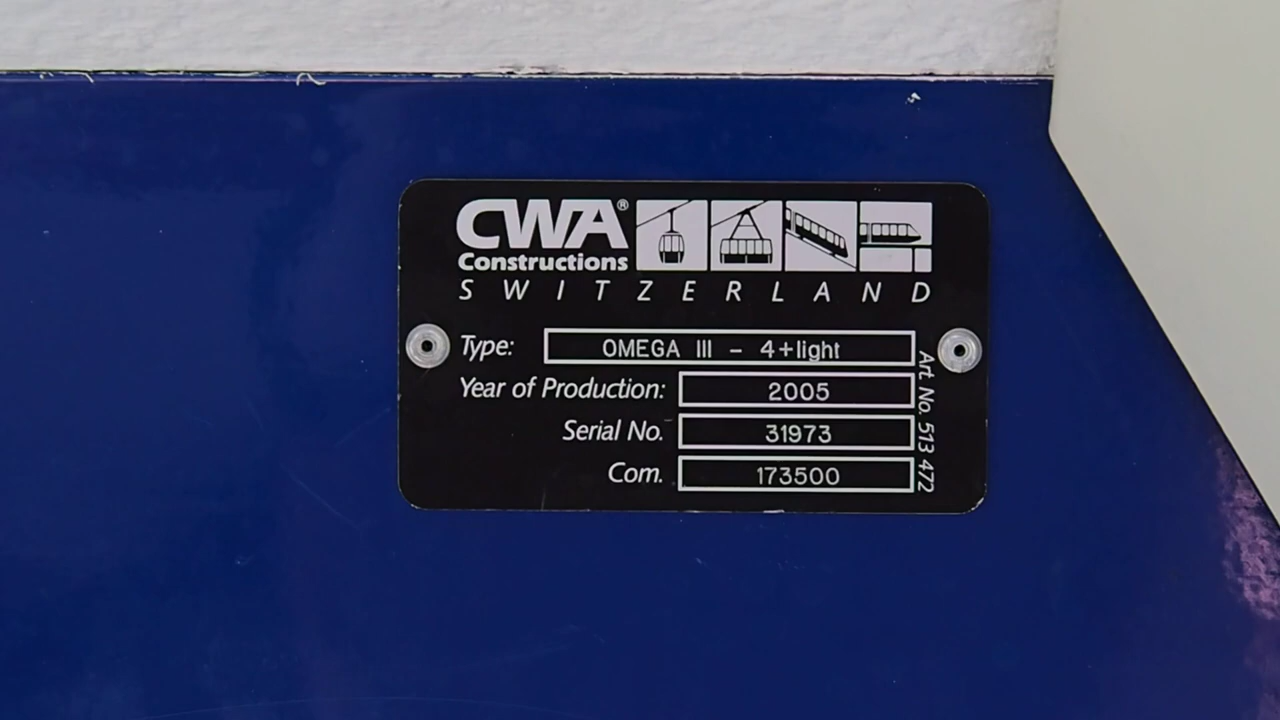 CWA®
Constructions
SWITZERLAND
Type: OMEGA III - 4+light
Year of Production: 2005
Serial No. 31973
Com. 173500
Art. No. 513 472